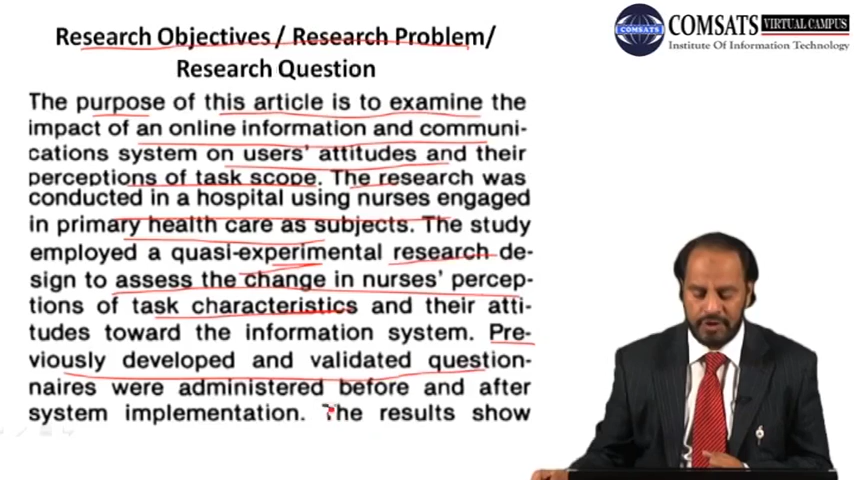 Research Objectives / Research Problem/
Research Question
COMSATS VIRTUAL CAMPUS
Institute Of Information Technology
COMSATS
The purpose of this article is to examine the
impact of an online information and communi-
cations system on users' attitudes and their
perceptions of task scope. The research was
conducted in a hospital using nurses engaged
in primary health care as subjects. The study
employed a quasi-experimental research de-
sign to assess the change in nurses' percep-
tions of task characteristics and their atti-
tudes toward the information system. Pre-
viously developed and validated question-
naires were administered before and after
system implementation. The results show